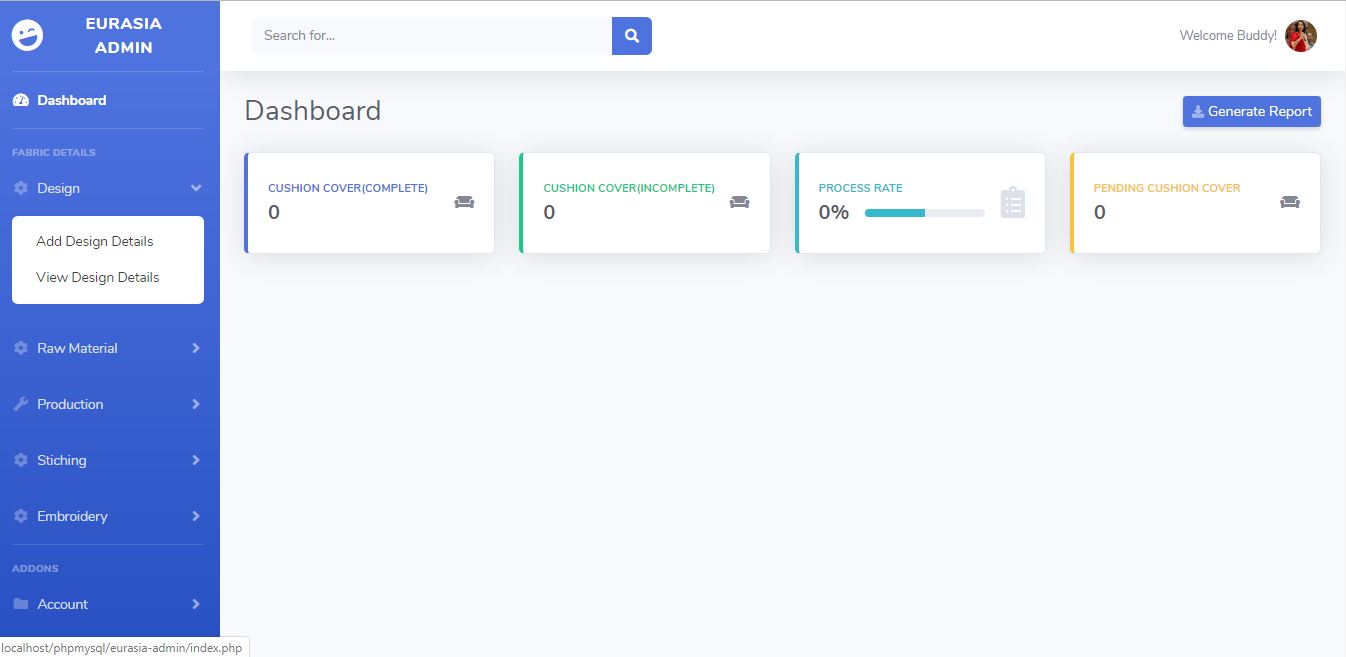 EURASIA
ADMIN
Search for...
Welcome Buddy!
Dashboard
FABRIC DETAILS
Design
Add Design Details
View Design Details
Raw Material
Production
Stiching
Embroidery
ADDONS
Account
Dashboard
Generate Report
CUSHION COVER(COMPLETE)
0
CUSHION COVER(INCOMPLETE)
0
PROCESS RATE
0%
PENDING CUSHION COVER
0
localhost/phpmysql/eurasia-admin/index.php